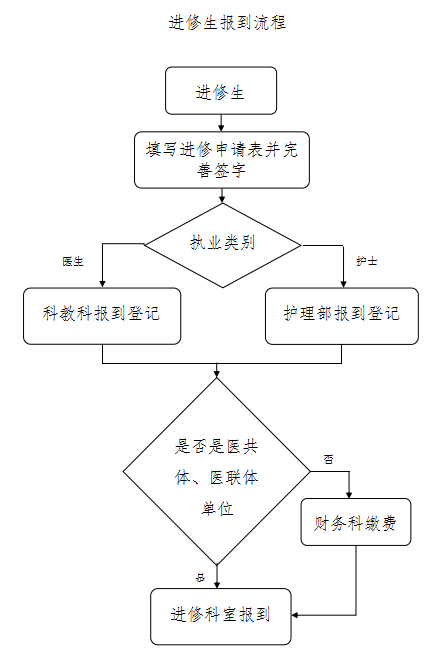 进修生报到流程
进修生
填写进修申请表并完
善签字
执业类别
医生
护士
科教科报到登记
护理部报到登记
是否是医共
体、医联体
单位
否
财务科缴费
是
进修科室报到